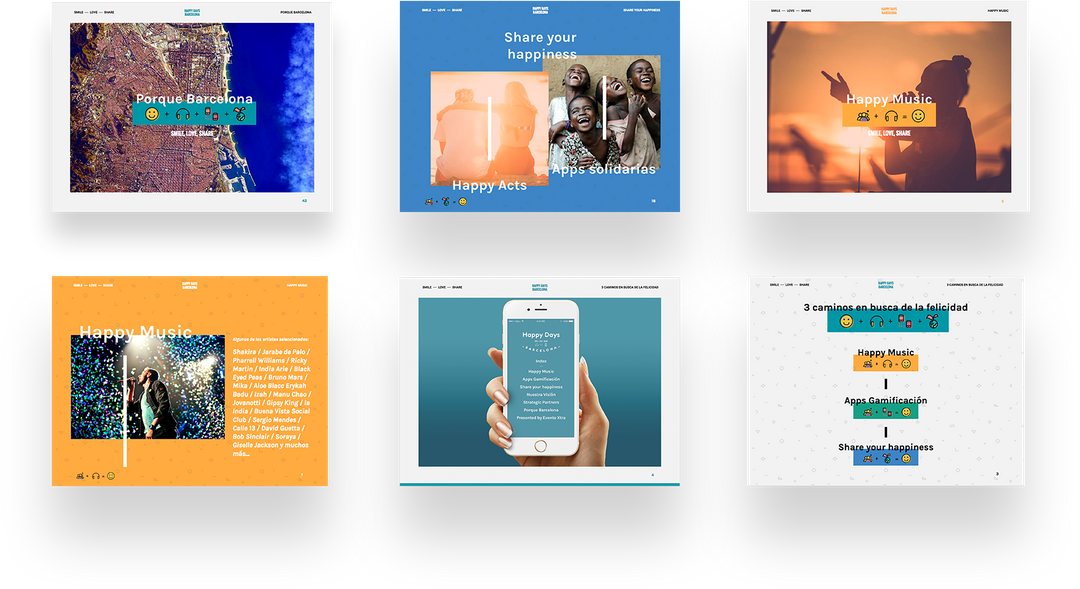 SMILE — LOVE — SHARE
HAPPY DAYS
BARCELONA
PORQUE BARCELONA
Porque Barcelona
+ + +
SMILE, LOVE, SHARE
42
SMILE — LOVE — SHARE
HAPPY DAYS
BARCELONA
SHARE YOUR HAPPINESS
Share your
happiness
Apps solidarias
Happy Acts
+ =
18
SMILE — LOVE — SHARE
HAPPY DAYS
BARCELONA
HAPPY MUSIC
Happy Music
+ =
SMILE, LOVE, SHARE
SMILE — LOVE — SHARE
HAPPY DAYS
BARCELONA
HAPPY MUSIC
Happy Music
Algunos de los artistas seleccionados:
Shakira / Jarabe de Palo /
Pharrell Williams / Ricky
Martin / India Arie / Black
Eyed Peas / Bruno Mars /
Mika / Aloe Blacc Erykah
Badu / Izah / Manu Chao /
Jovanotti / Gipsy King / la
India / Buena Vista Social
Club / Sergio Mendes /
Calle 13 / David Guetta /
Bob Sinclair / Soraya /
Giselle Jackson y muchos
más...
+ =
7
SMILE — LOVE — SHARE
HAPPY DAYS
BARCELONA
3 CAMINOS EN BUSCA DE LA FELICIDAD
Happy Days
BARCELONA
Index
Happy Music
Apps Gamificación
Share your happiness
Nuestra Visión
Strategic Partners
Porque Barcelona
Presented by Events Xtra
SMILE — LOVE — SHARE
HAPPY DAYS
BARCELONA
3 CAMINOS EN BUSCA DE LA FELICIDAD
3 caminos en busca de la felicidad
+ + +
Happy Music
+ =
Apps Gamificación
+ =
Share your happiness
+ =
3